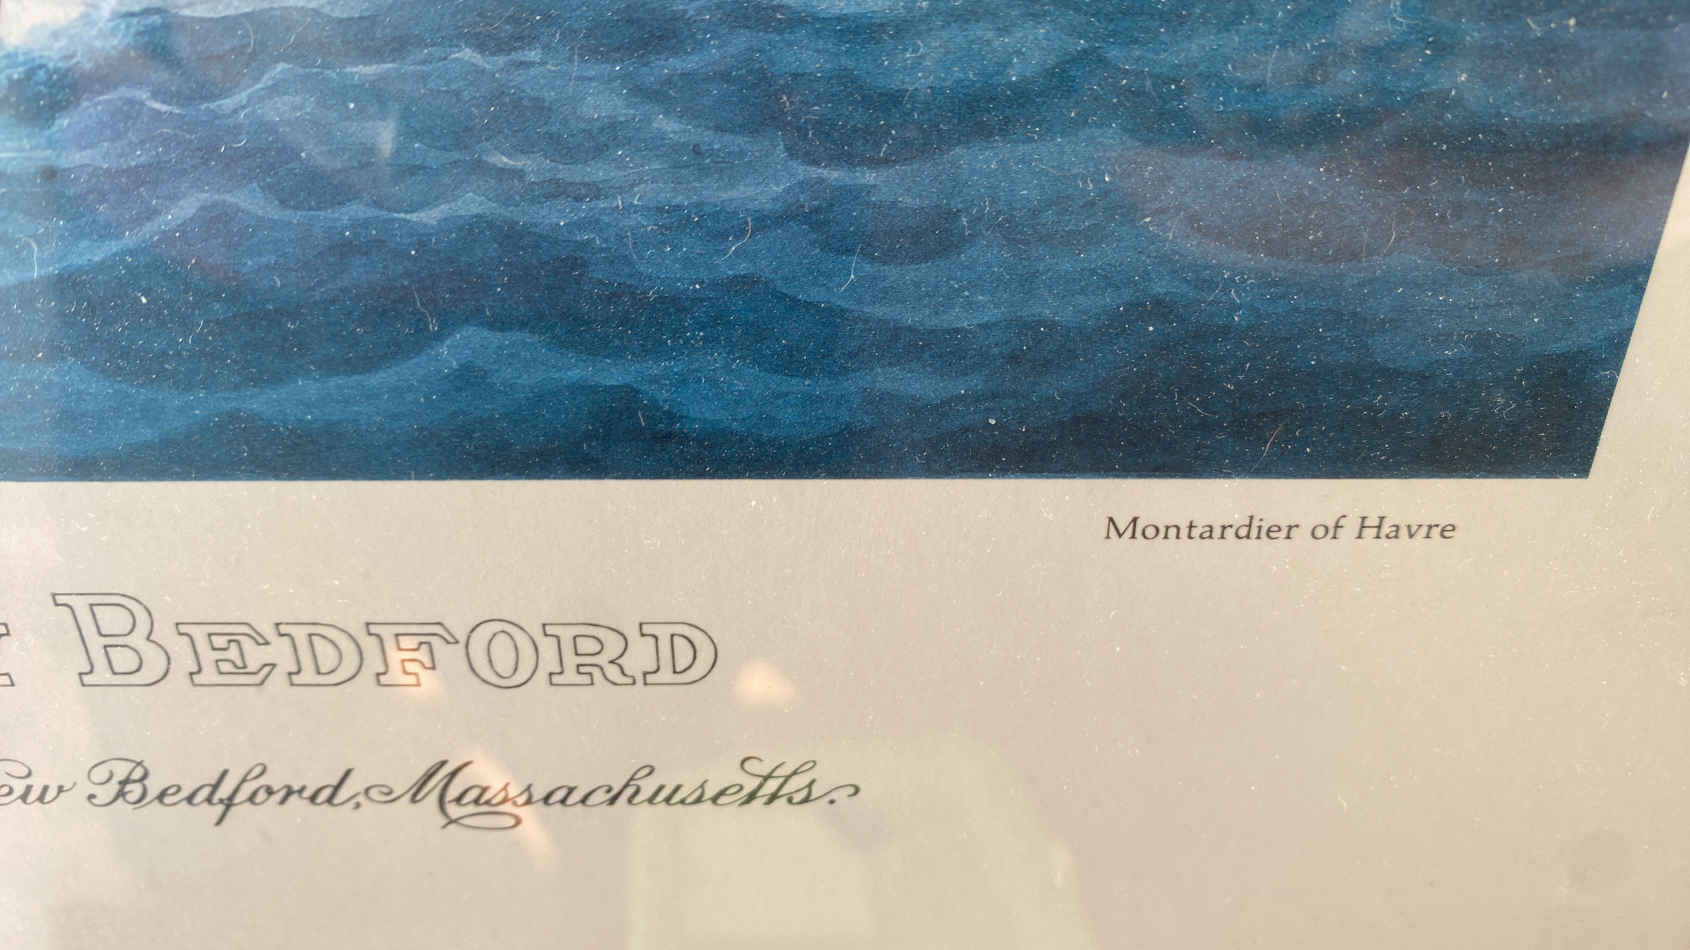 Montardier of Havre
BEDFORD
Bedford, Massachusetts.